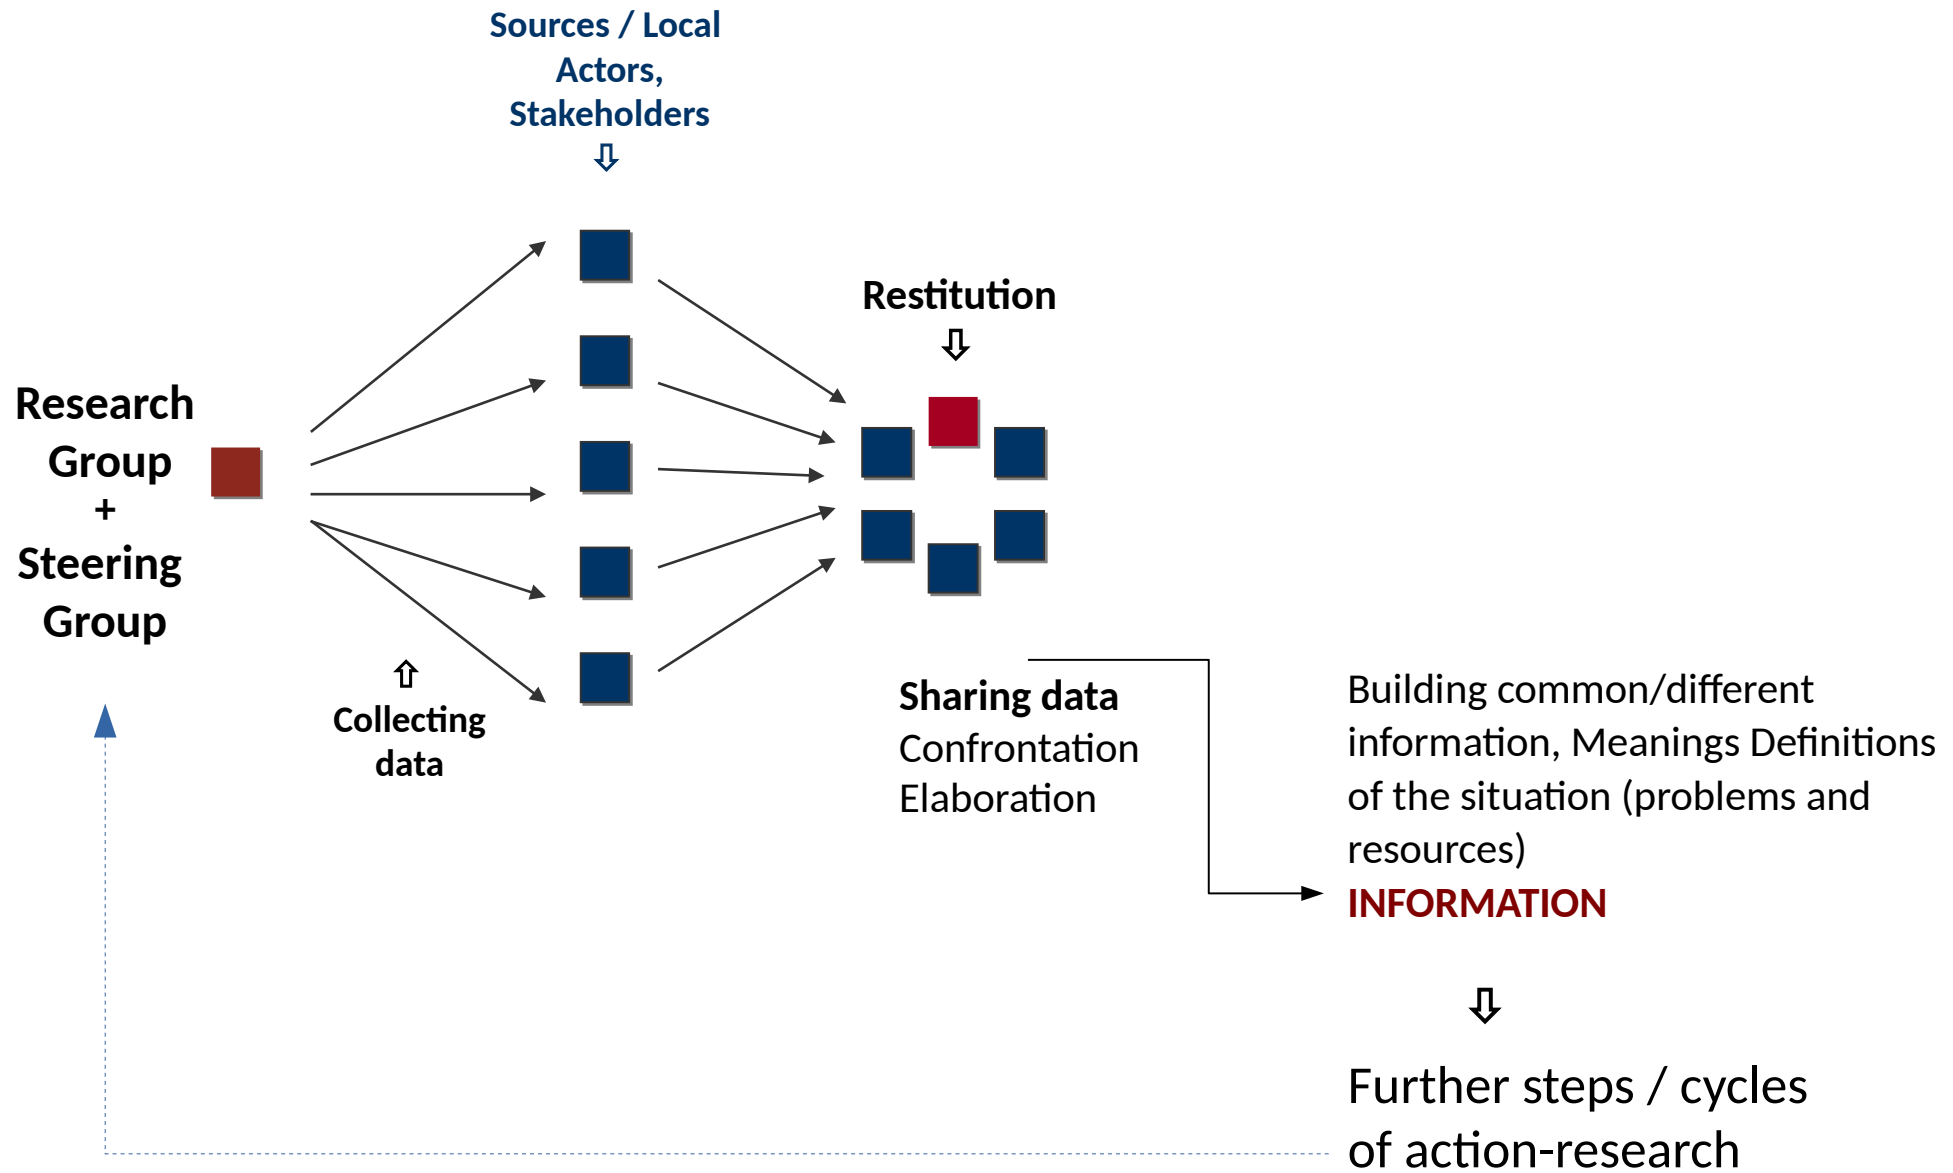 Sources / Local
Actors,
Stakeholders
Restitution
Research
Group
+
Steering
Group
Collecting
data
Sharing data
Confrontation
Elaboration
Building common/different
information, Meanings Definitions
of the situation (problems and
resources)
INFORMATION
Further steps / cycles
of action-research